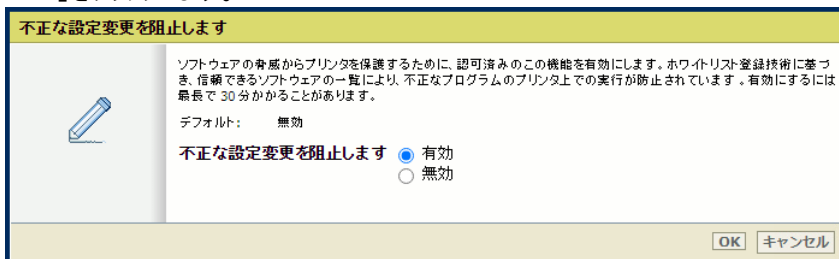 不正な設定変更を阻止します
ソフトウェアの脅威からプリンタを保護するために、認可済みのこの機能を有効にします。ホワイトリスト登録技術に基づ
き、信頼できるソフトウェアの一覧により、不正なプログラムのプリンタ上での実行が防止されています。有効にするには
最長で 30 分かかることがあります。
デフォルト: 無効
不正な設定変更を阻止します 有効
無効
OK キャンセル